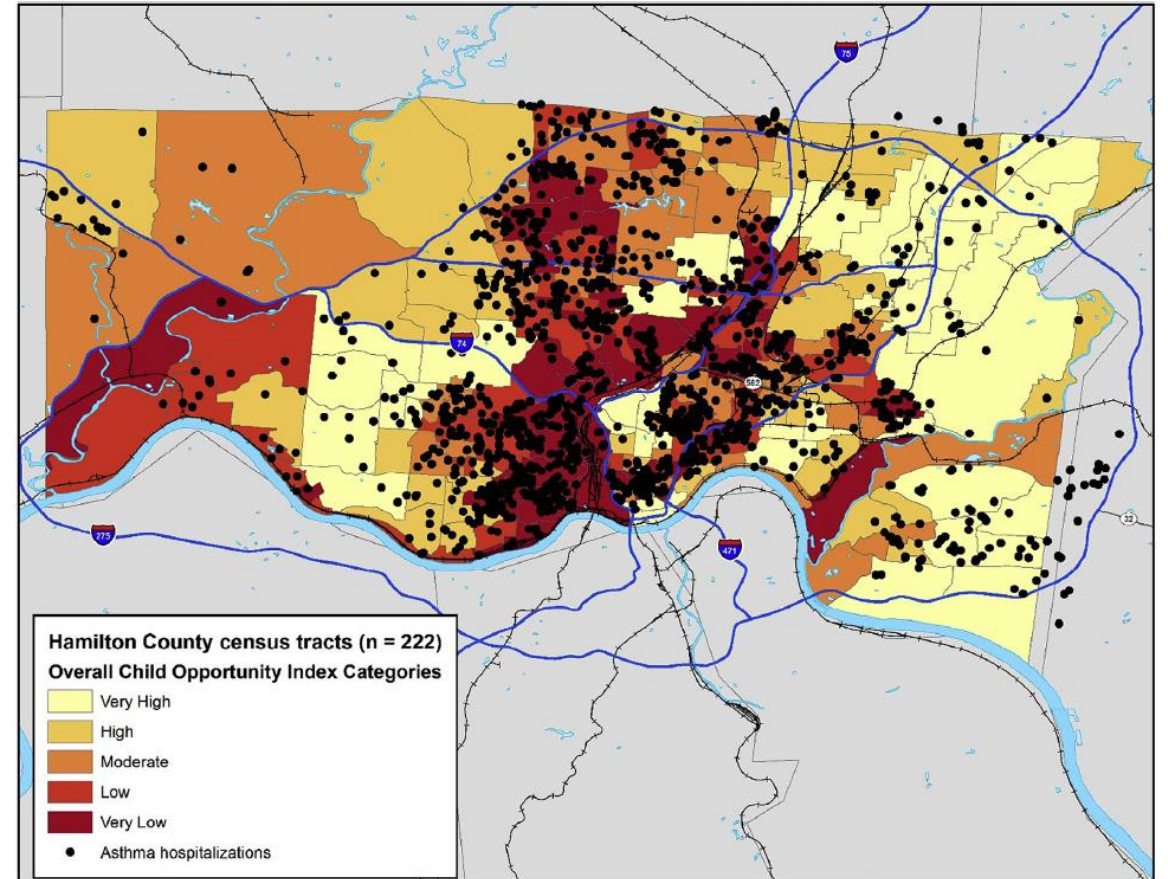 75
74
562
275
471
32
Hamilton County census tracts (n = 222)
Overall Child Opportunity Index Categories
Very High
High
Moderate
Low
Very Low
Asthma hospitalizations